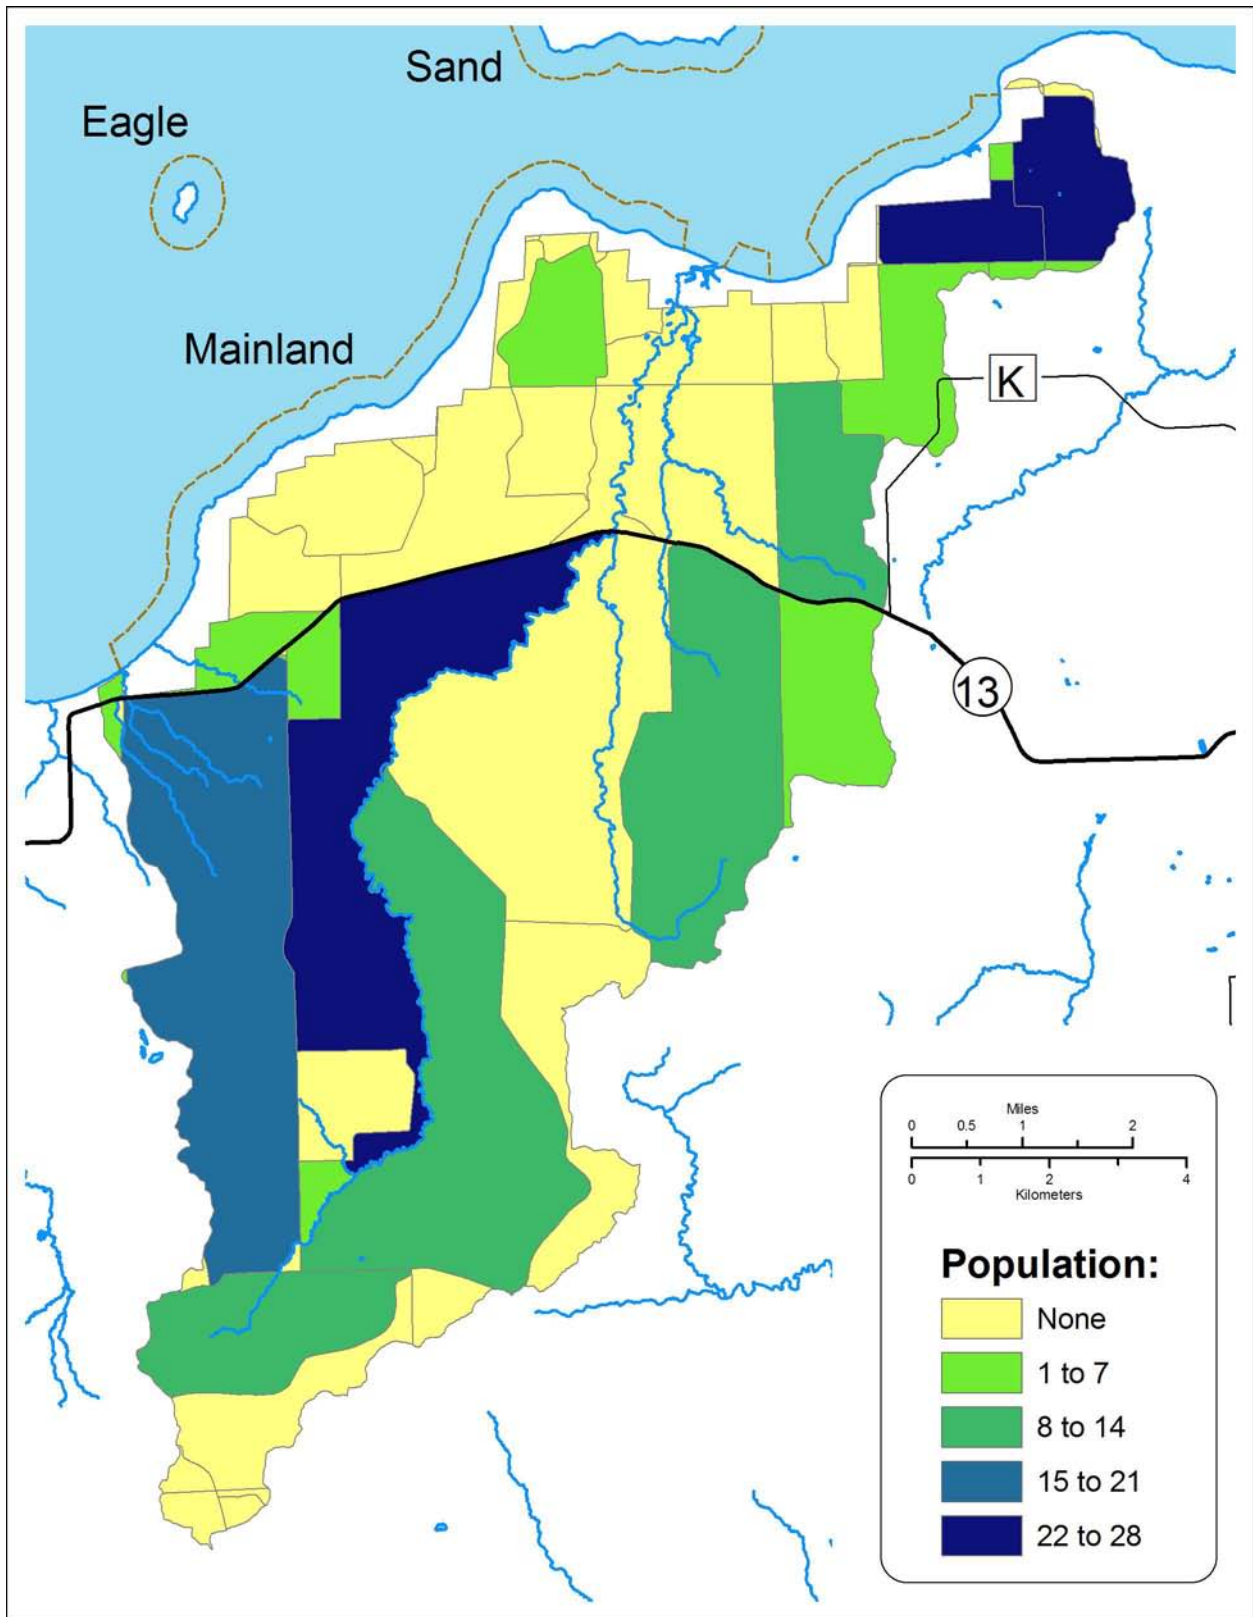 Sand
Eagle
Mainland
K
13
Miles
0 0.5 1 2
0 1 2 4
Kilometers
Population:
None
1 to 7
8 to 14
15 to 21
22 to 28